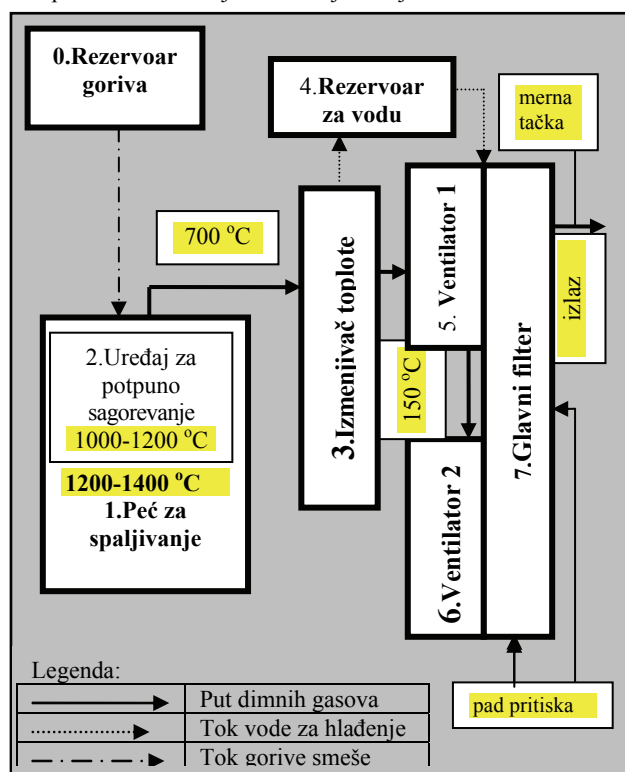 0.Rezervoar
goriva
4.Rezervoar
za vodu
merna
tačka
700 °C
3.Izmenjivač toplote
5. Ventilator 1
150 °C
6.Ventilator 2
7.Glavni filter
izlaz
2.Uređaj za
potpuno
sagorevanje
1000-1200 °C
1200-1400 °C
1.Peć za
spaljivanje
pad pritiska
Legenda:
Put dimnih gasova
Tok vode za hlađenje
Tok gorive smeše